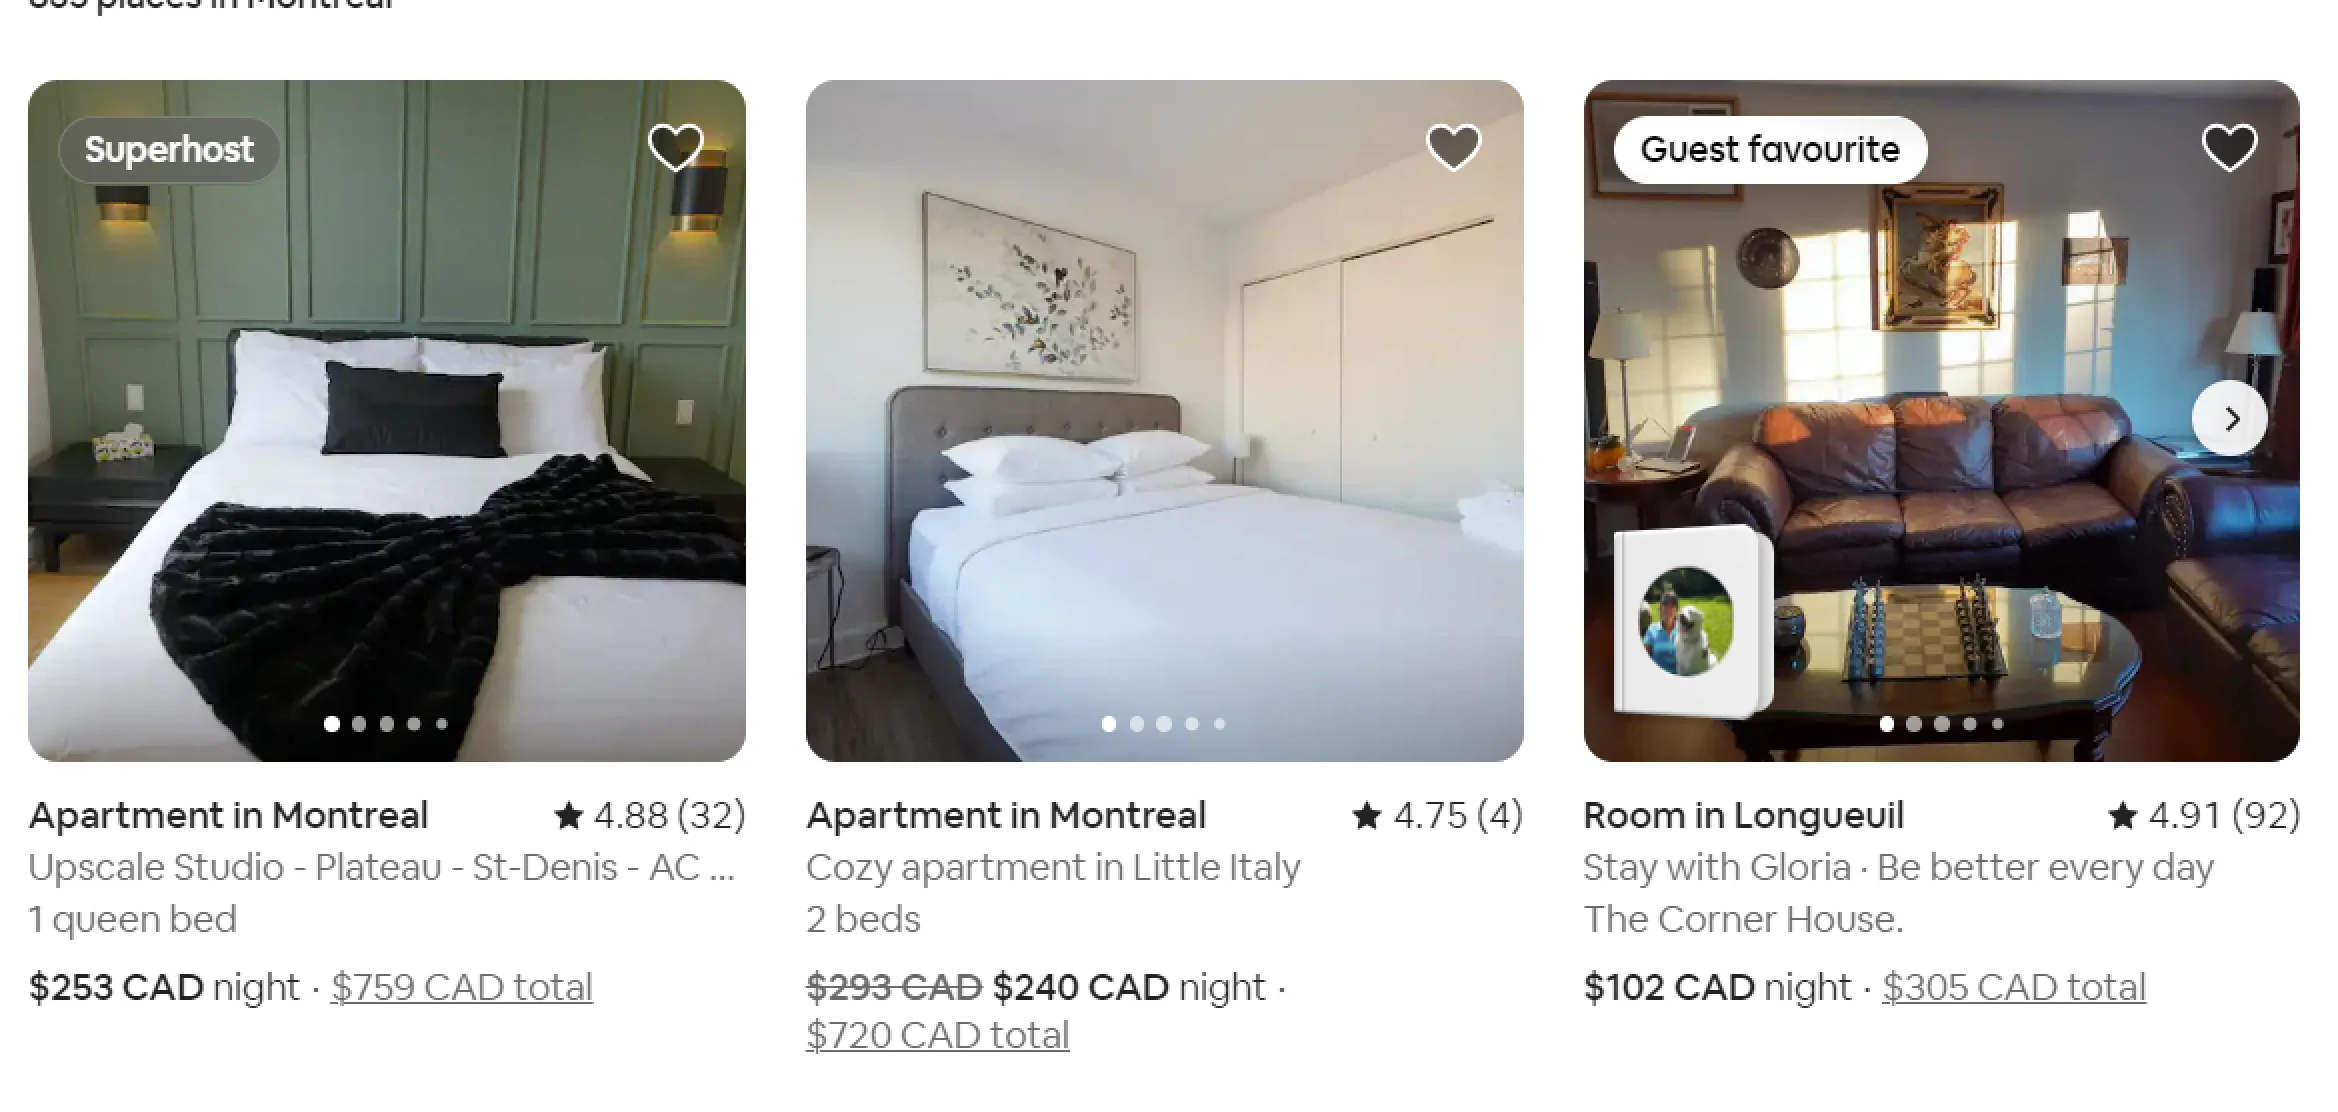 places in Montreal
Superhost
Guest favourite
Apartment in Montreal
4.88 (32)
Upscale Studio - Plateau - St-Denis - AC ...
1 queen bed
$253 CAD night · $759 CAD total
Apartment in Montreal
4.75 (4)
Cozy apartment in Little Italy
2 beds
$293 CAD $240 CAD night ·
$720 CAD total
Room in Longueuil
4.91 (92)
Stay with Gloria · Be better every day
The Corner House.
$102 CAD night · $305 CAD total